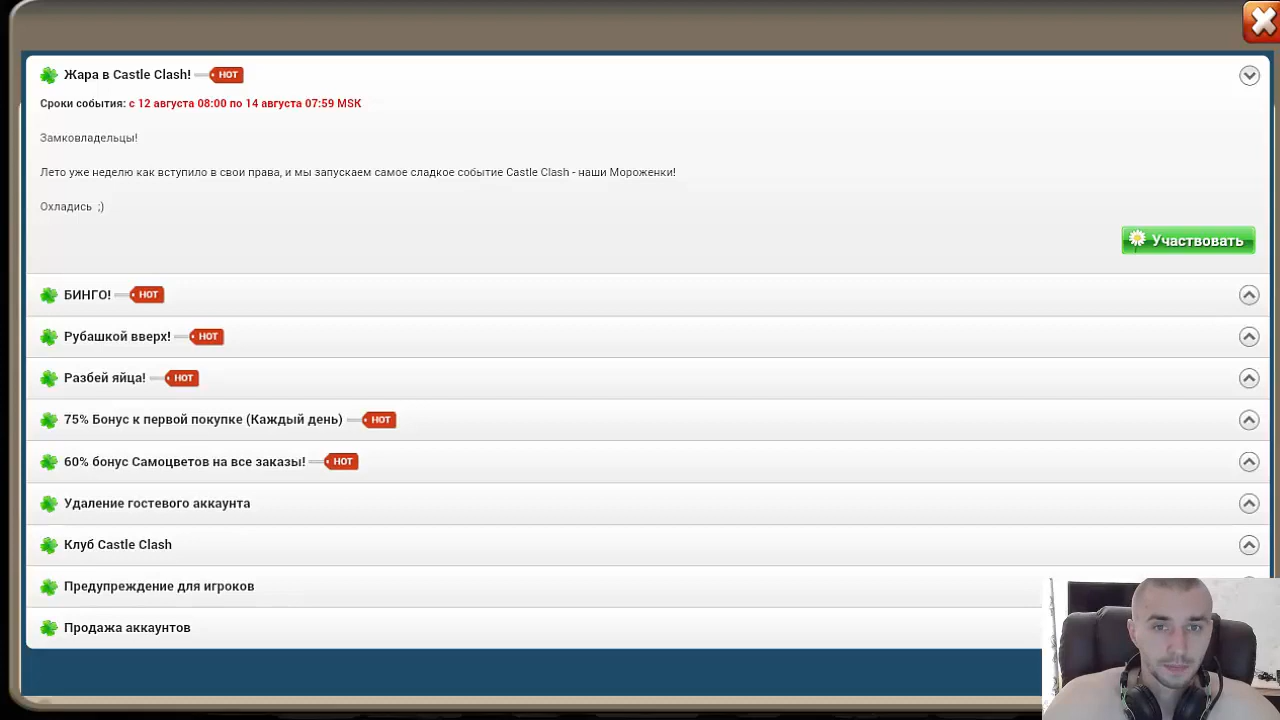 Жара в Castle Clash! HOT
Сроки события: с 12 августа 08:00 по 14 августа 07:59 MSK
Замковладельцы!
Лето уже неделю как вступило в свои права, и мы запускаем самое сладкое событие Castle Clash - наши Мороженки!
Охладись ;)
Участвовать
БИНГО! HOT
Рубашкой вверх! HOT
Разбей яйца! HOT
75% Бонус к первой покупке (Каждый день) HOT
60% бонус Самоцветов на все заказы! HOT
Удаление гостевого аккаунта
Клуб Castle Clash
Предупреждение для игроков
Продажа аккаунтов